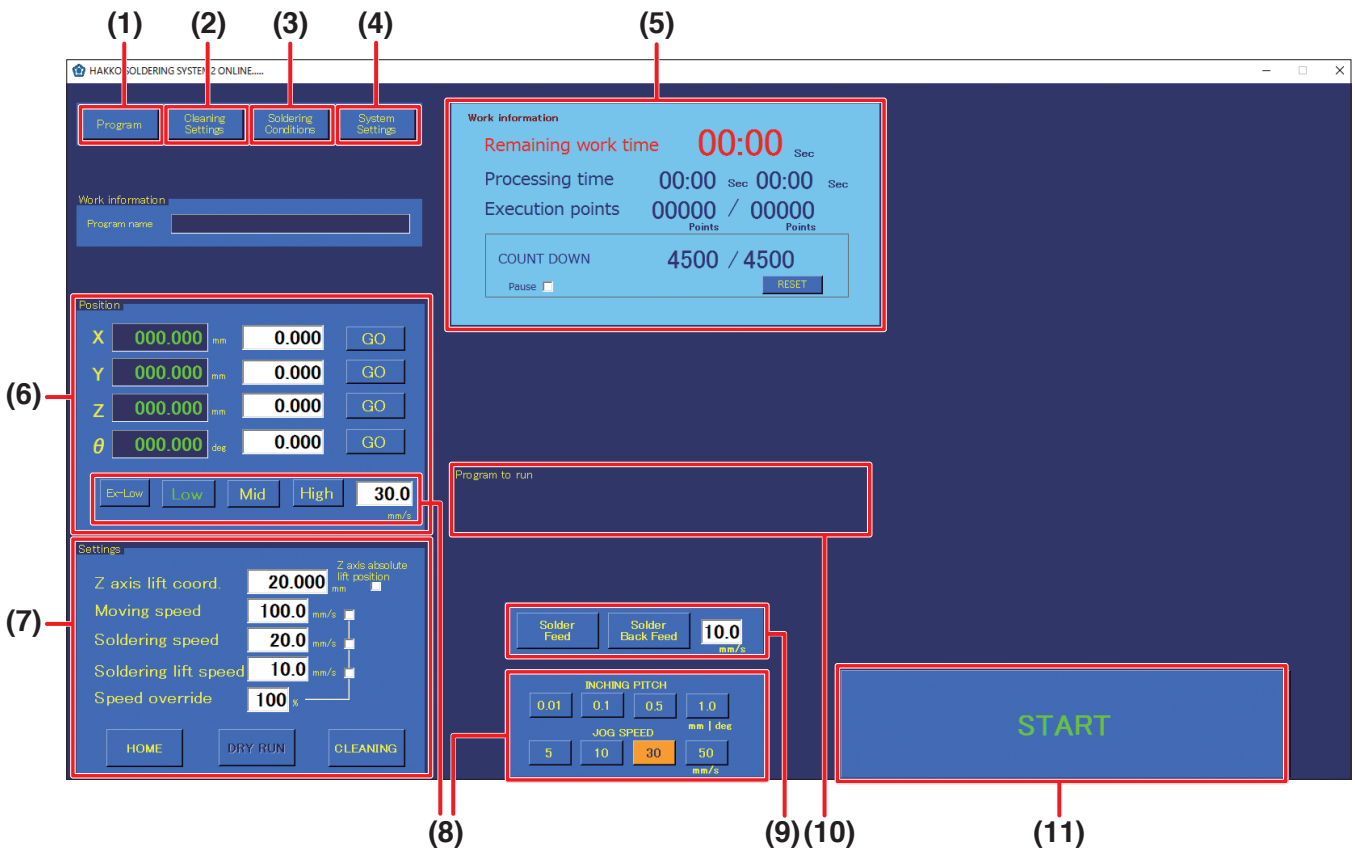 (1) (2) (3) (4) (5)
HAKKO SOLDERING SYSTEM 2 ONLINE.....
Program
Cleaning
Settings
Soldering
Conditions
System
Settings
Work information
Program name
Work information
Remaining work time 00:00 Sec
Processing time 00:00 Sec 00:00 Sec
Execution points 00000 / 00000
Points Points
COUNT DOWN 4500 / 4500
Pause RESET
(6)
Position
X 000.000 mm 0.000 GO
Y 000.000 mm 0.000 GO
Z 000.000 mm 0.000 GO
θ 000.000 deg 0.000 GO
Ex-Low Low Mid High 30.0
mm/s
Program to run
(7)
Settings
Z axis lift coord. 20.000 mm
Z axis absolute
lift position
Moving speed 100.0 mm/s
Soldering speed 20.0 mm/s
Soldering lift speed 10.0 mm/s
Speed override 100 %
HOME DRY RUN CLEANING
Solder
Feed
Solder
Back Feed
10.0
mm/s
INCHING PITCH
0.01 0.1 0.5 1.0
mm | deg
JOG SPEED
5 10 30 50
mm/s
START
(8) (9) (10) (11)